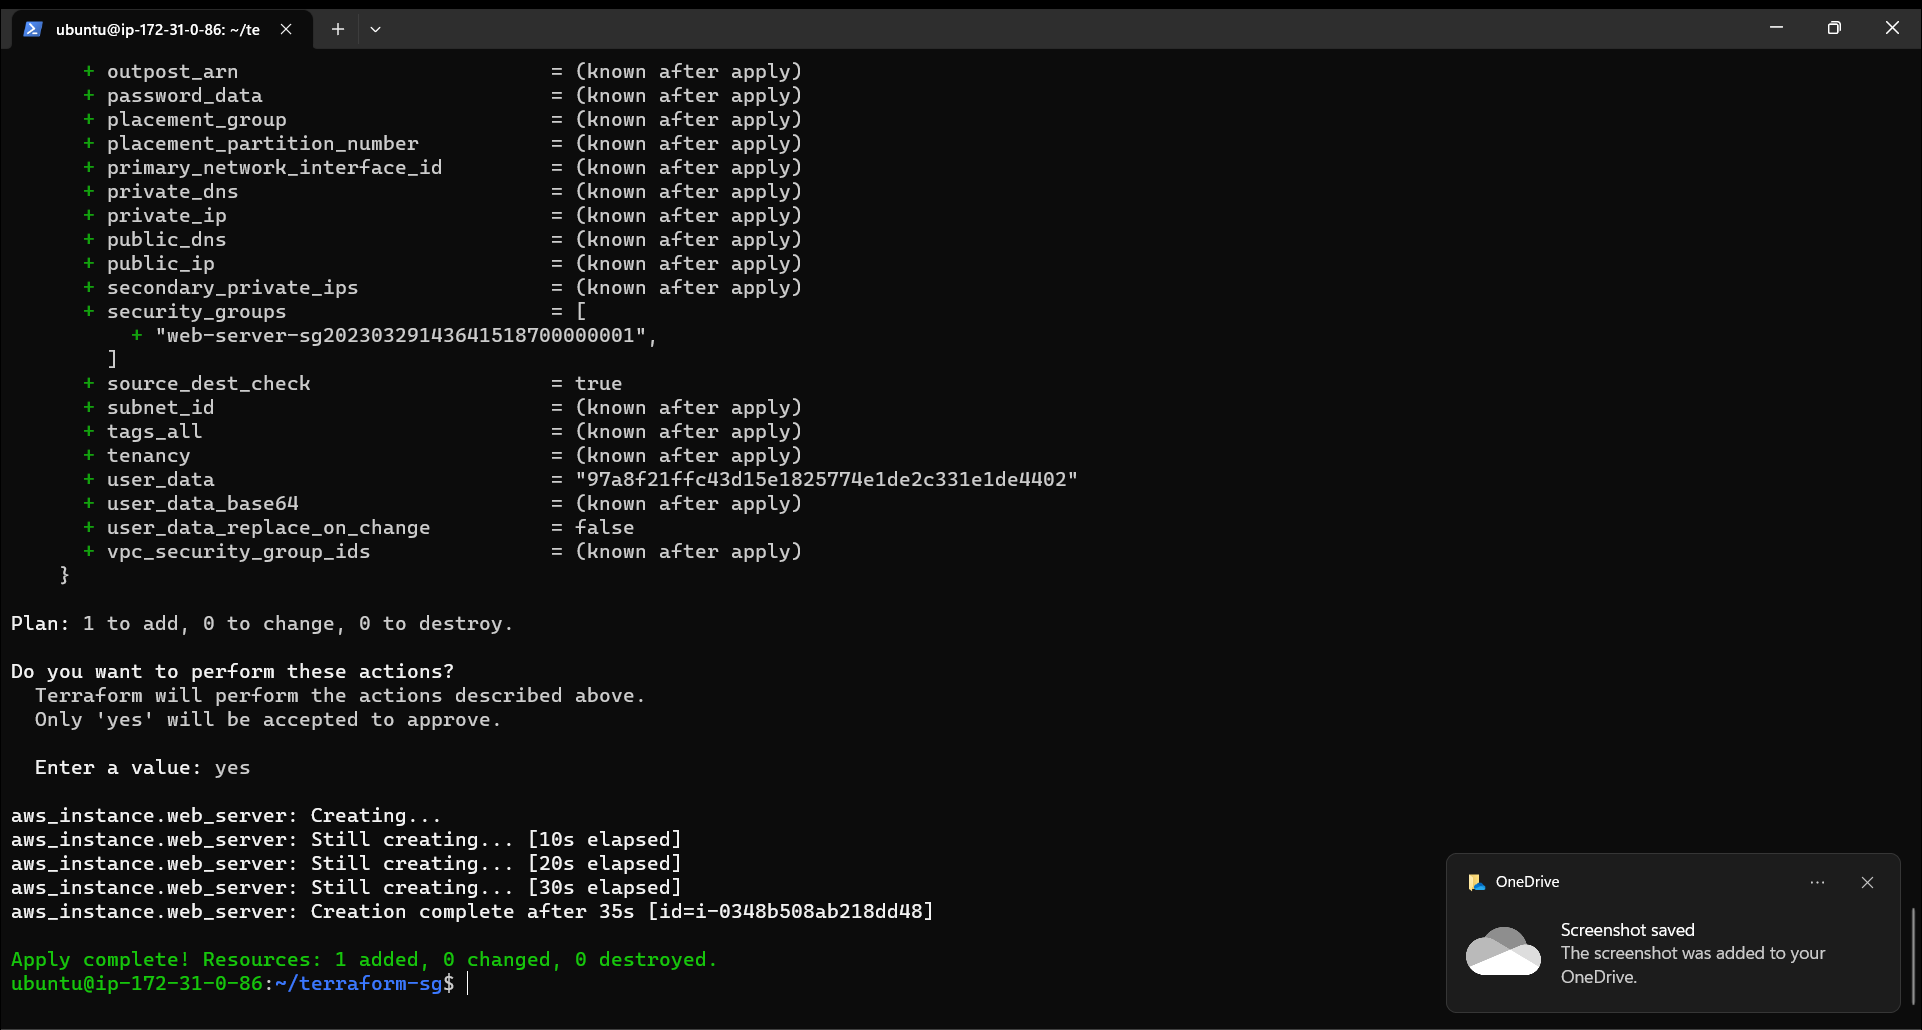 ubuntu@ip-172-31-0-86: ~/te
+ outpost_arn = (known after apply)
+ password_data = (known after apply)
+ placement_group = (known after apply)
+ placement_partition_number = (known after apply)
+ primary_network_interface_id = (known after apply)
+ private_dns = (known after apply)
+ private_ip = (known after apply)
+ public_dns = (known after apply)
+ public_ip = (known after apply)
+ secondary_private_ips = (known after apply)
+ security_groups = [
+ "web-server-sg20230329143641518700000001",
]
+ source_dest_check = true
+ subnet_id = (known after apply)
+ tags_all = (known after apply)
+ tenancy = (known after apply)
+ user_data = "97a8f21ffc43d15e1825774e1de2c331e1de4402"
+ user_data_base64 = (known after apply)
+ user_data_replace_on_change = false
+ vpc_security_group_ids = (known after apply)
}
Plan: 1 to add, 0 to change, 0 to destroy.
Do you want to perform these actions?
Terraform will perform the actions described above.
Only 'yes' will be accepted to approve.
Enter a value: yes
aws_instance.web_server: Creating...
aws_instance.web_server: Still creating... [10s elapsed]
aws_instance.web_server: Still creating... [20s elapsed]
aws_instance.web_server: Still creating... [30s elapsed]
aws_instance.web_server: Creation complete after 35s [id=i-0348b508ab218dd48]
Apply complete! Resources: 1 added, 0 changed, 0 destroyed.
ubuntu@ip-172-31-0-86:~/terraform-sg$
OneDrive
Screenshot saved
The screenshot was added to your
OneDrive.